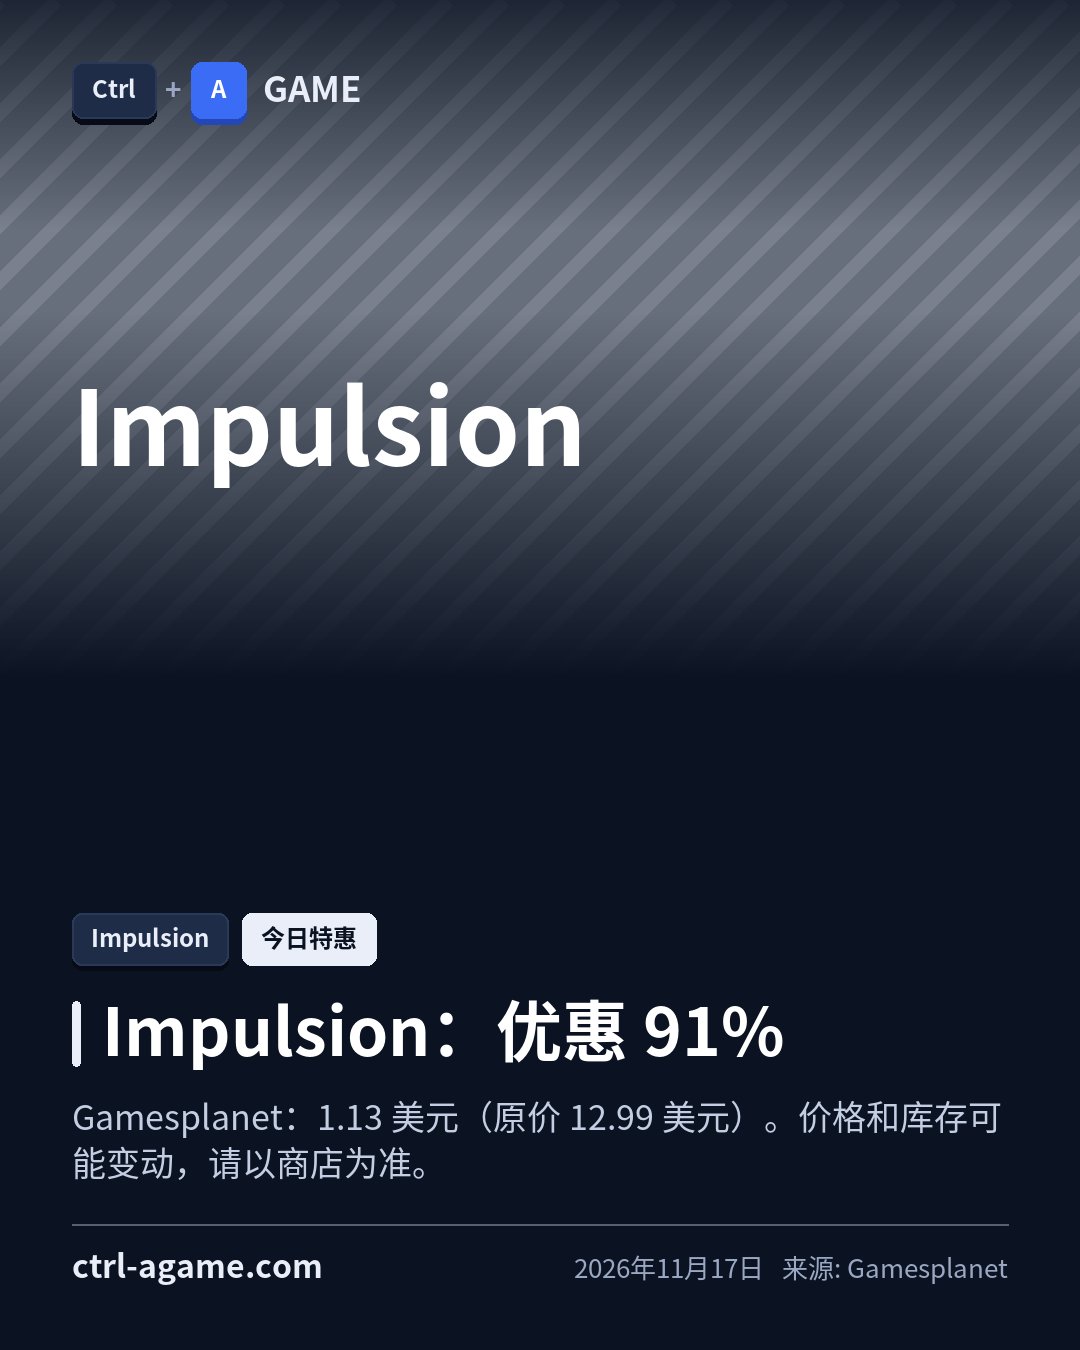 Ctrl + A GAME
Impulsion
Impulsion 今日特惠
Impulsion：优惠 91%
Gamesplanet：1.13 美元（原价 12.99 美元）。价格和库存可
能变动，请以商店为准。
ctrl-agame.com 2026年11月17日 来源: Gamesplanet